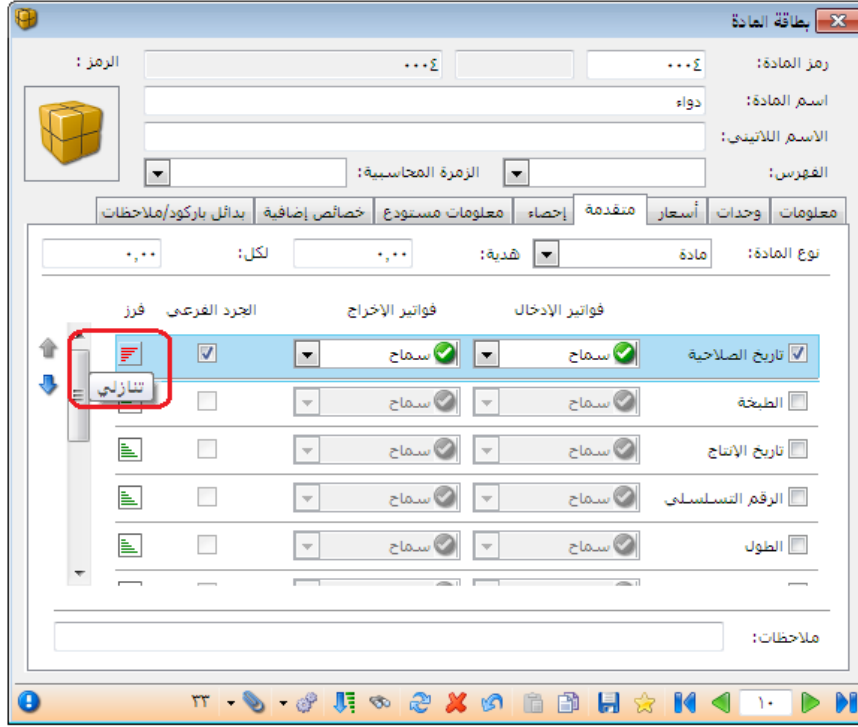 بطاقة المادة
رمز المادة: ٠٠٠٤ ٠٠٠٤ الرمز:
اسم المادة: دواء
الاسم اللاتيني:
الفهرس: الزمرة المحاسبية:
معلومات وحدات أسعار متقدمة إحصاء معلومات مستودع خصائص إضافية بدائل باركود/ملاحظات
نوع المادة: مادة هدية: ٠,٠٠ لكل: ٠,٠٠
فواتير الإدخال فواتير الإخراج الجرد الفرعي فرز
تاريخ الصلاحية سماح سماح
تنازلي
الطبخة سماح سماح
تاريخ الإنتاج سماح سماح
الرقم التسلسلي سماح سماح
الطول سماح سماح
ملاحظات:
١٠ ٣٣